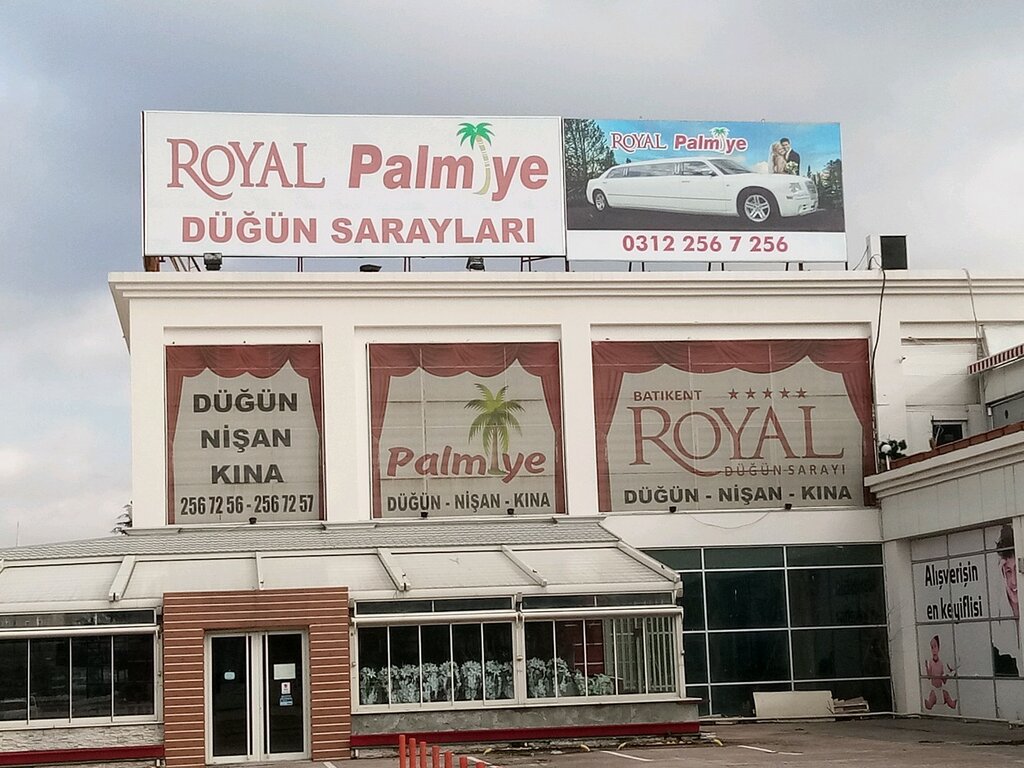 ROYAL Palmiye
DÜĞÜN SARAYLARI
ROYAL Palmiye
0312 256 7 256
DÜĞÜN
NİŞAN
KINA
256 72 56 - 256 72 57
Palmiye
DÜĞÜN - NİŞAN - KINA
BATIKENT
ROYAL
DÜĞÜN SARAYI
DÜĞÜN - NİŞAN - KINA
Alışverişin
en keyiflisi